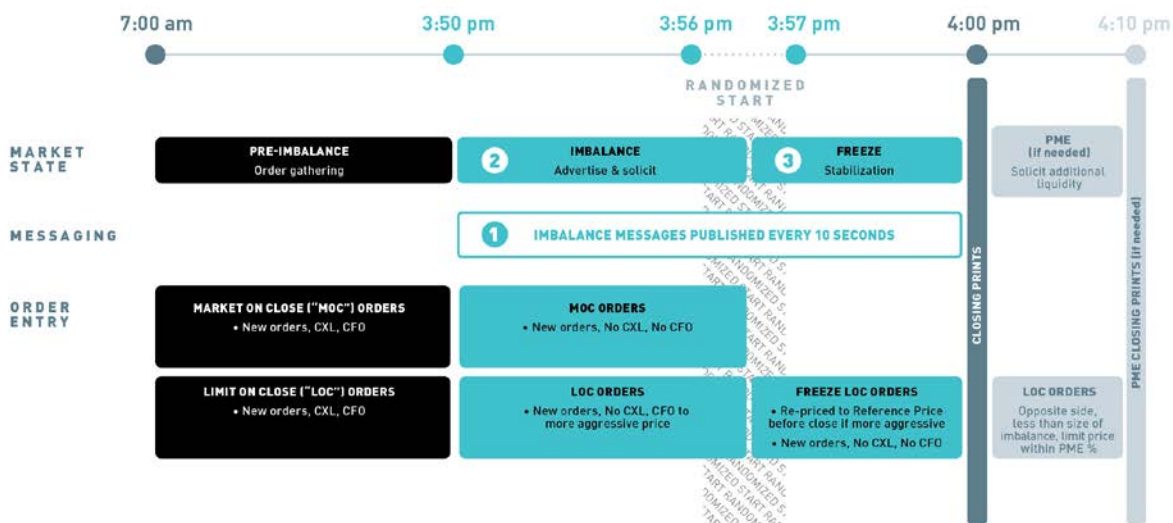 7:00 am
3:50 pm
3:56 pm
3:57 pm
4:00 pm
4:10 pm
RANDOMIZED
START
MARKET
STATE
PRE-IMBALANCE
Order gathering
2
IMBALANCE
Advertise & solicit
3
FREEZE
Stabilization
PME
(if needed)
Solicit additional
liquidity
MESSAGING
1
IMBALANCE MESSAGES PUBLISHED EVERY 10 SECONDS
ORDER
ENTRY
MARKET ON CLOSE ("MOC") ORDERS
• New orders, CXL, CFO
MOC ORDERS
• New orders, No CXL, No CFO
LIMIT ON CLOSE ("LOC") ORDERS
• New orders, CXL, CFO
LOC ORDERS
• New orders, No CXL, CFO to
more aggressive price
FREEZE LOC ORDERS
• Re-priced to Reference Price
before close if more aggressive
• New orders, No CXL, No CFO
LOC ORDERS
Opposite side,
less than size of
imbalance, limit price
within PME %
CLOSING PRINTS
PME CLOSING PRINTS (if needed)